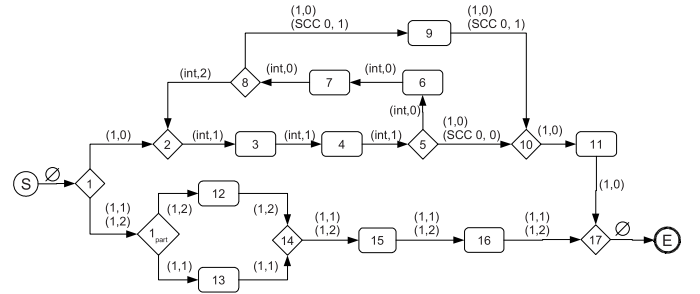 (1,0)
(SCC 0, 1)
9
(1,0)
(SCC 0, 1)
(int,2)
8
(int,0)
7
(int,0)
6
(int,0)
(1,0)
2
(int,1)
3
(int,1)
4
(int,1)
5
(1,0)
(SCC 0, 0)
10
(1,0)
11
S
∅
1
(1,0)
(1,1)
(1,2)
1part
(1,2)
12
(1,2)
(1,1)
13
(1,1)
14
(1,1)
(1,2)
15
(1,1)
(1,2)
16
(1,1)
(1,2)
17
∅
E